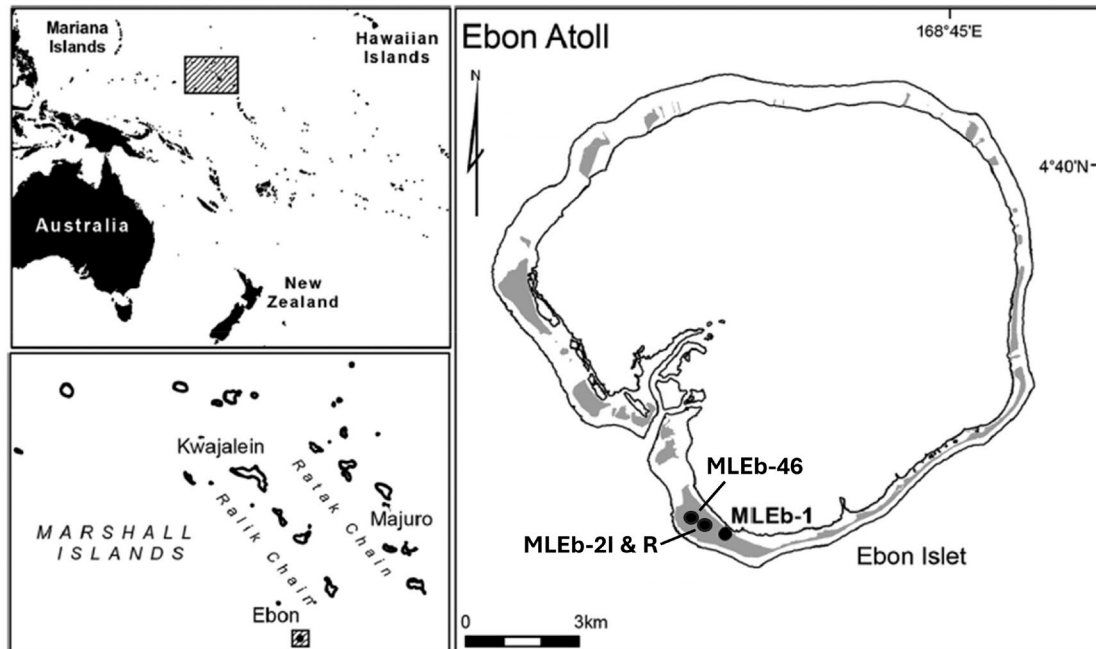 Mariana
Islands
Hawaiian
Islands
Australia
New
Zealand
Kwajalein
Ratak Chain
Ralik Chain
Majuro
MARSHALL
ISLANDS
Ebon
Ebon Atoll
168°45'E
N
4°40'N
MLEb-46
MLEb-1
MLEb-2I & R
Ebon Islet
0
3km